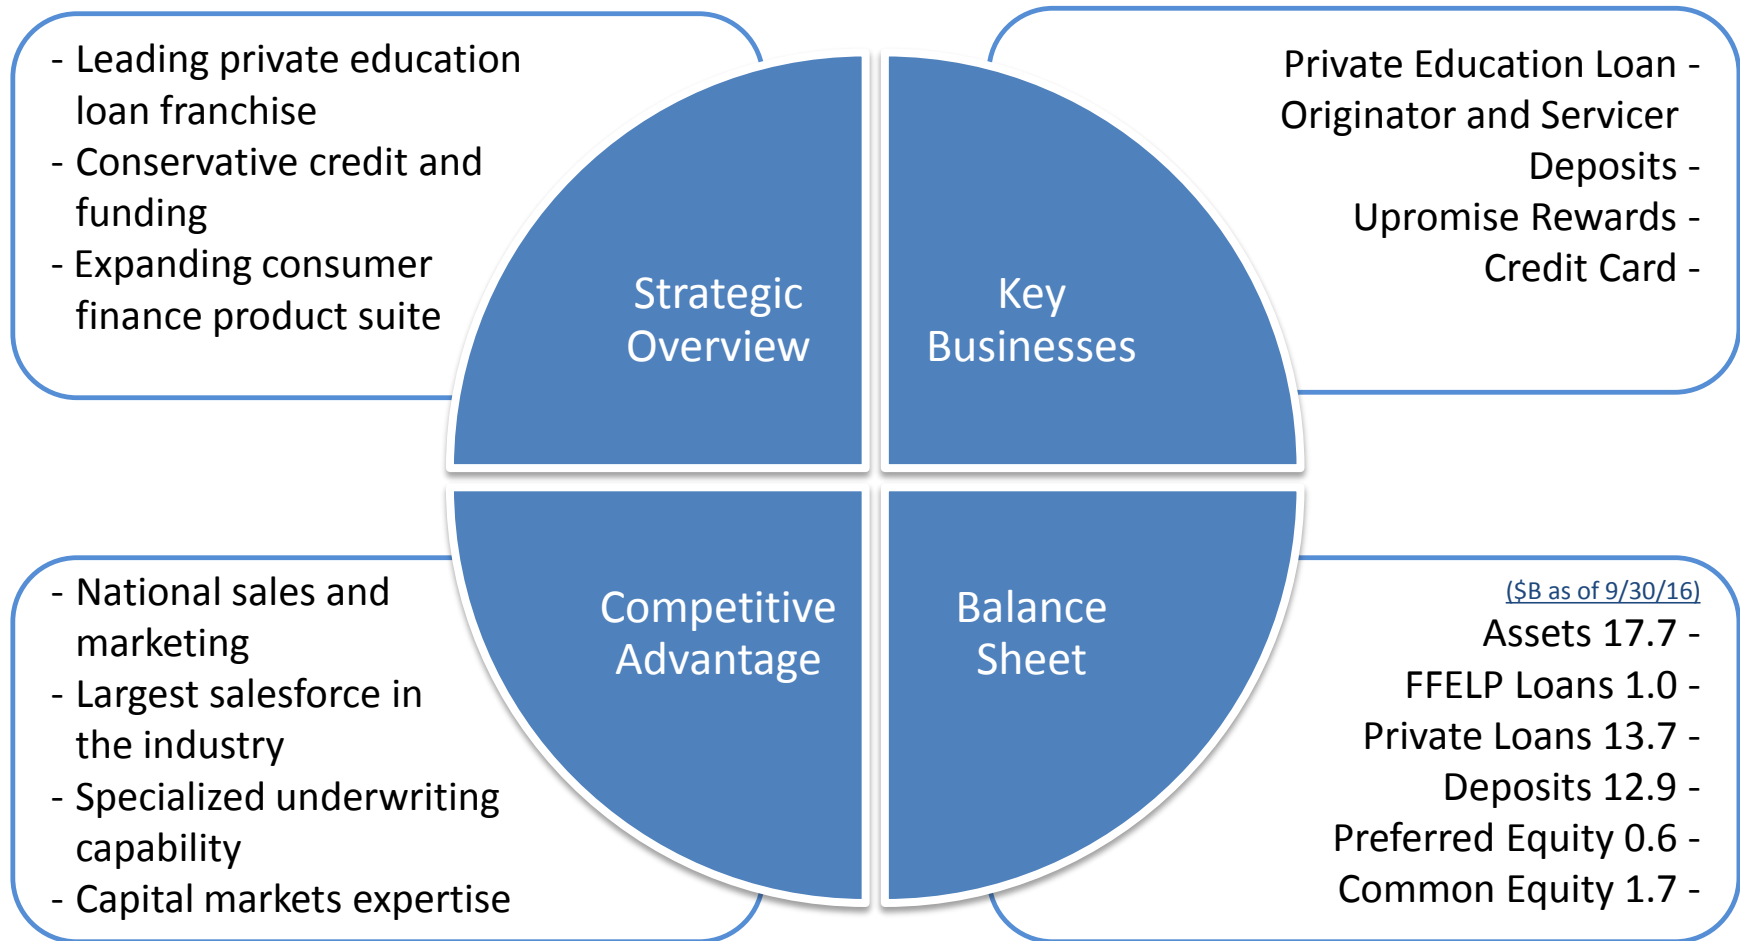 - Leading private education
loan franchise
- Conservative credit and
funding
- Expanding consumer
finance product suite
Private Education Loan -
Originator and Servicer
Deposits -
Upromise Rewards -
Credit Card -
Strategic
Overview
Key
Businesses
Competitive
Advantage
Balance
Sheet
- National sales and
marketing
- Largest salesforce in
the industry
- Specialized underwriting
capability
- Capital markets expertise
($B as of 9/30/16)
Assets 17.7 -
FFELP Loans 1.0 -
Private Loans 13.7 -
Deposits 12.9 -
Preferred Equity 0.6 -
Common Equity 1.7 -